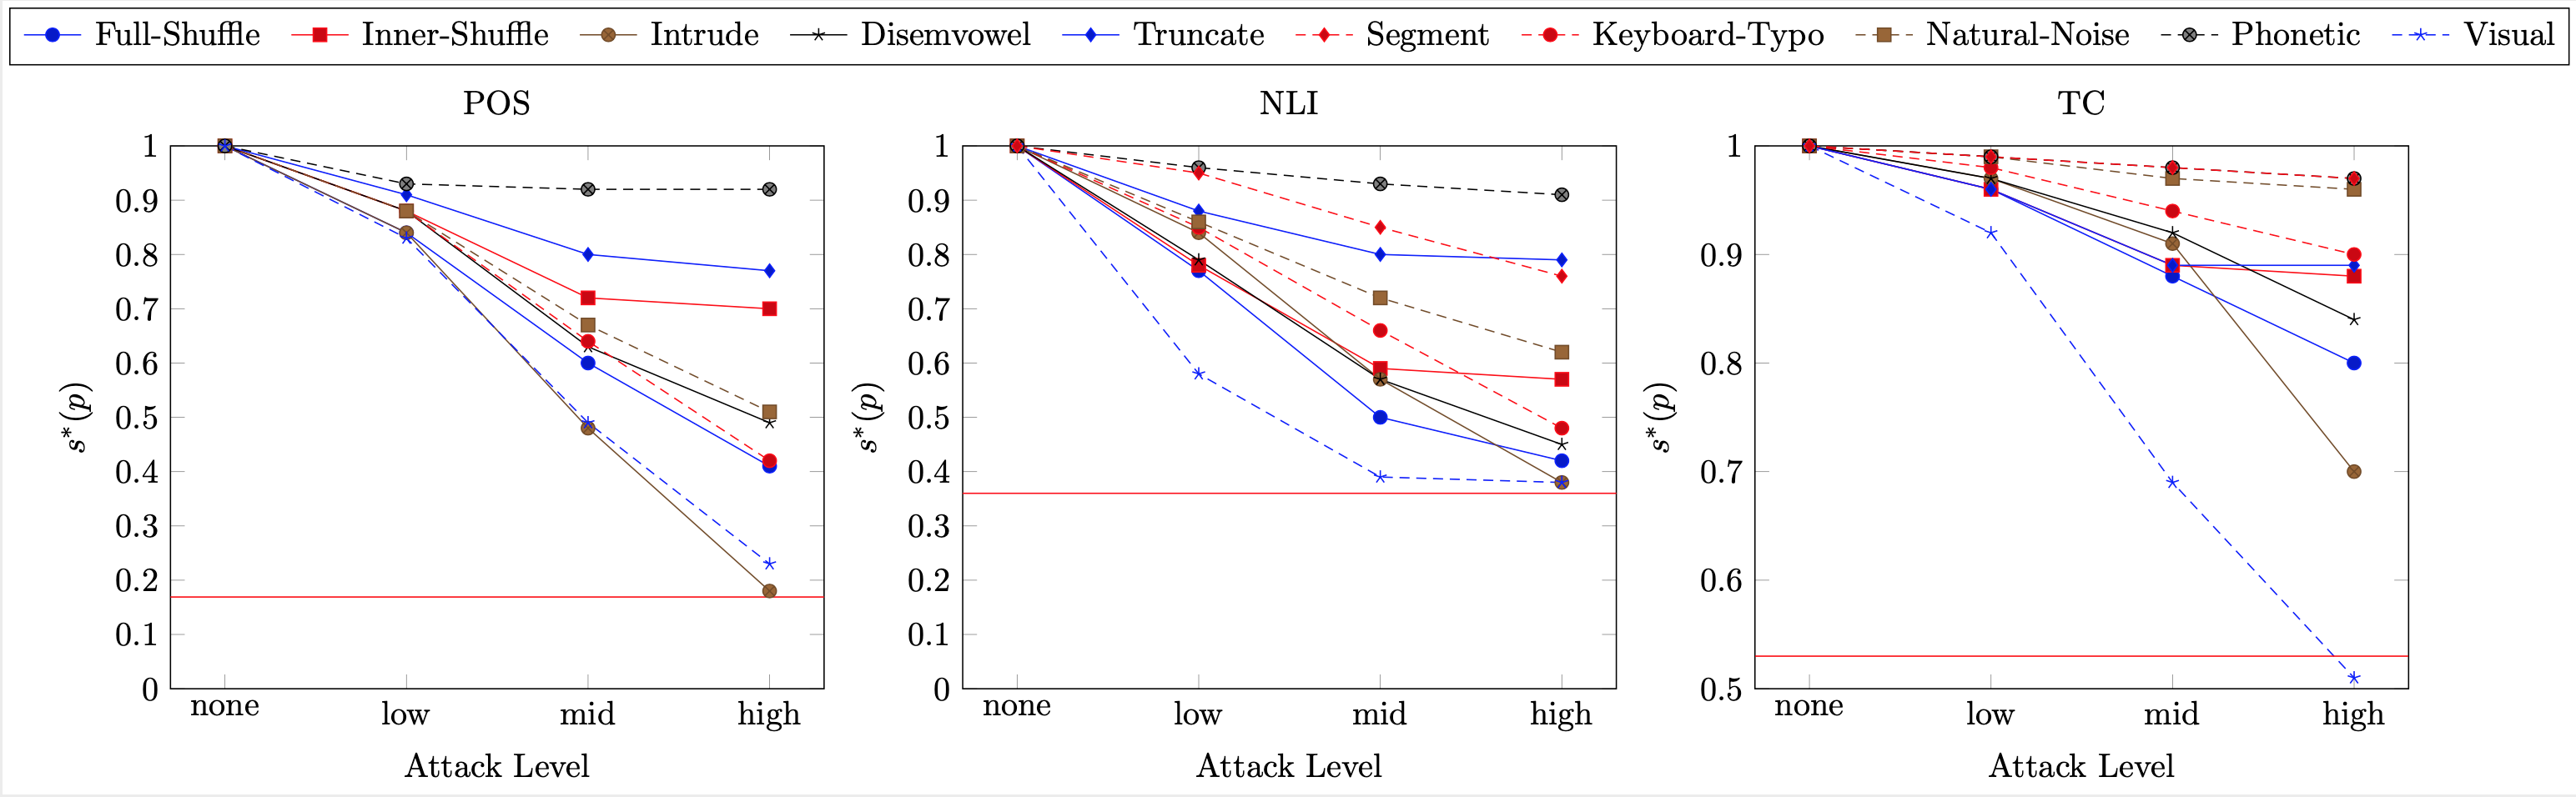 Full-Shuffle Inner-Shuffle Intrude Disemvowel Truncate Segment Keyboard-Typo Natural-Noise Phonetic Visual
POS
1
0.9
0.8
0.7
0.6
0.5
0.4
0.3
0.2
0.1
0
s*(p)
none low mid high
Attack Level
NLI
1
0.9
0.8
0.7
0.6
0.5
0.4
0.3
0.2
0.1
0
s*(p)
none low mid high
Attack Level
TC
1
0.9
0.8
0.7
0.6
0.5
s*(p)
none low mid high
Attack Level